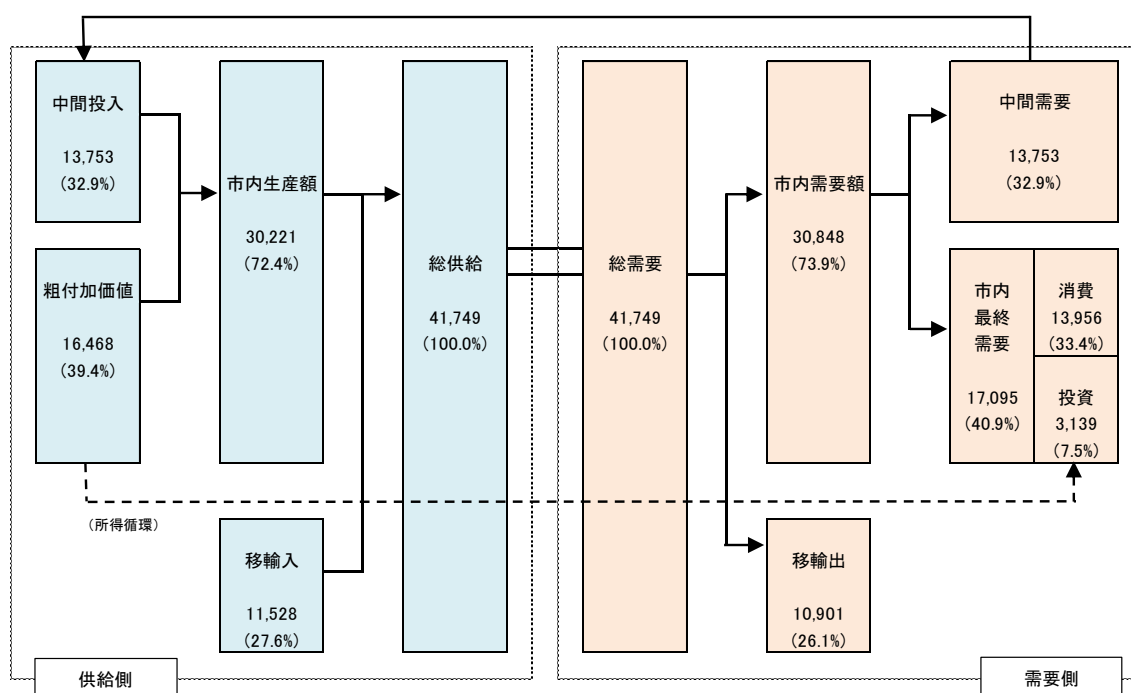 中間投入
13,753
(32.9%)
粗付加価値
16,468
(39.4%)
市内生産額
30,221
(72.4%)
移輸入
11,528
(27.6%)
総供給
41,749
(100.0%)
(所得循環)
供給側
総需要
41,749
(100.0%)
市内需要額
30,848
(73.9%)
移輸出
10,901
(26.1%)
中間需要
13,753
(32.9%)
市内
最終
需要
17,095
(40.9%)
消費
13,956
(33.4%)
投資
3,139
(7.5%)
需要側